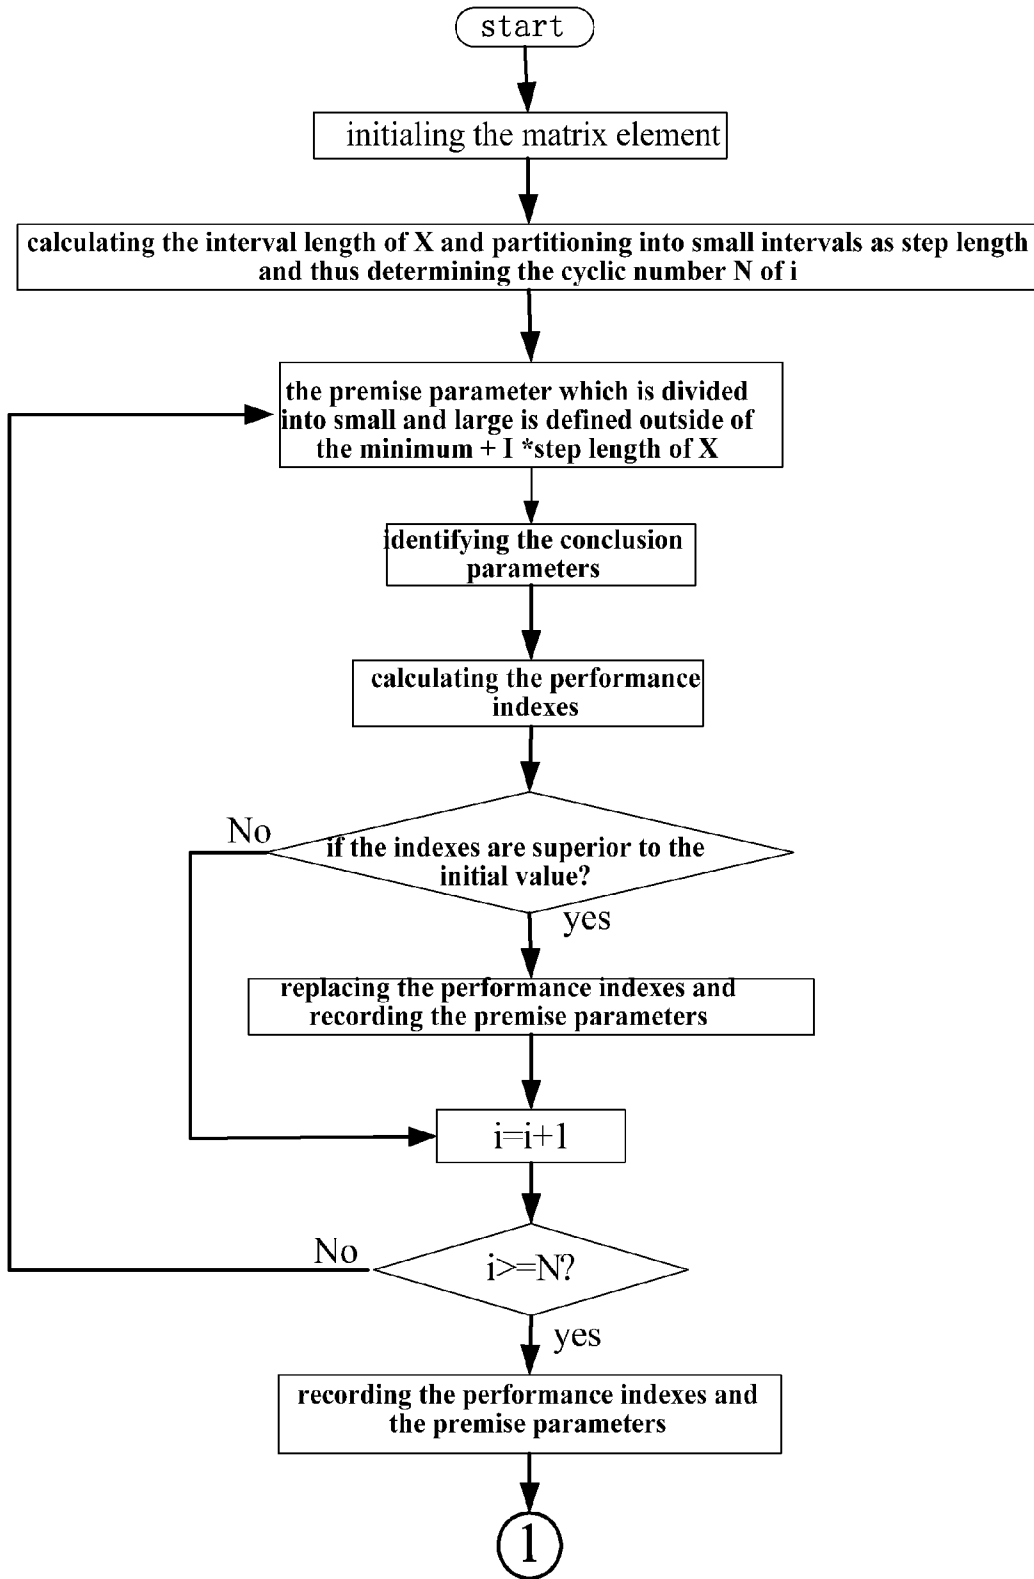 start
initialing the matrix element
calculating the interval length of X and partitioning into small intervals as step length
and thus determining the cyclic number N of i
the premise parameter which is divided
into small and large is defined outside of
the minimum + I *step length of X
identifying the conclusion
parameters
calculating the performance
indexes
No
if the indexes are superior to the
initial value?
yes
replacing the performance indexes and
recording the premise parameters
i=i+1
No
i>=N?
yes
recording the performance indexes and
the premise parameters
1